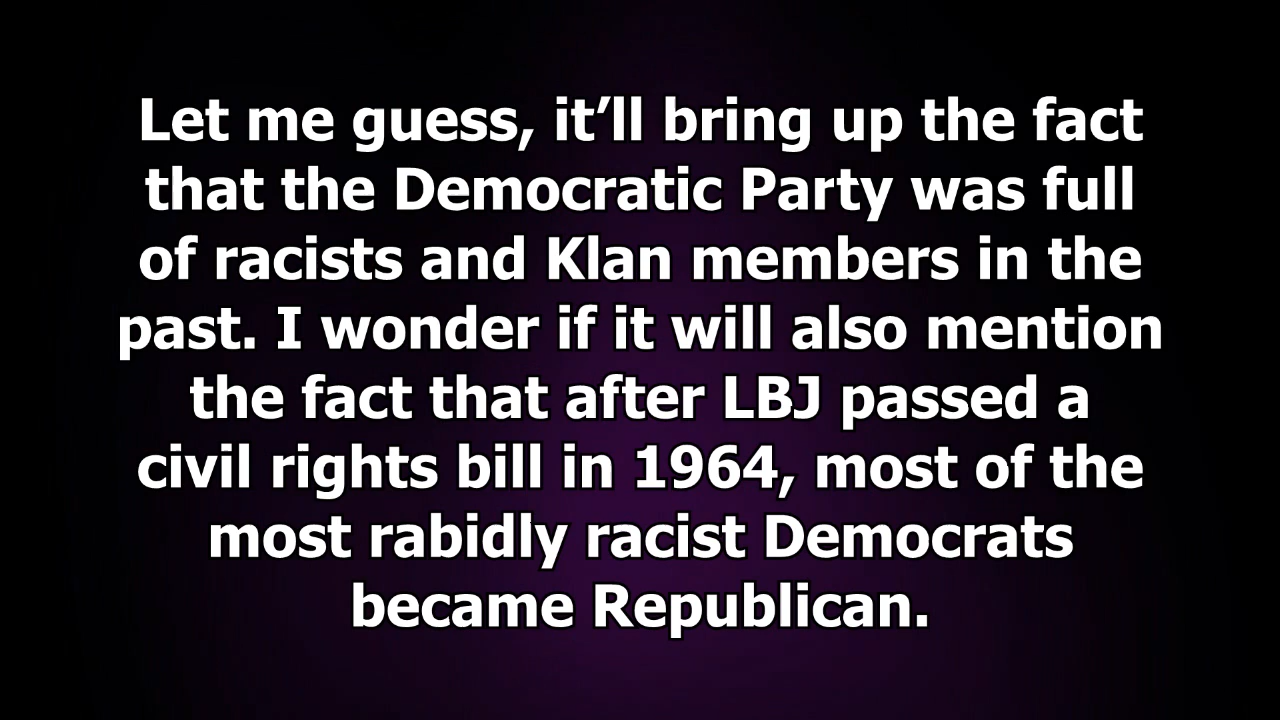 Let me guess, it’ll bring up the fact
that the Democratic Party was full
of racists and Klan members in the
past. I wonder if it will also mention
the fact that after LBJ passed a
civil rights bill in 1964, most of the
most rabidly racist Democrats
became Republican.